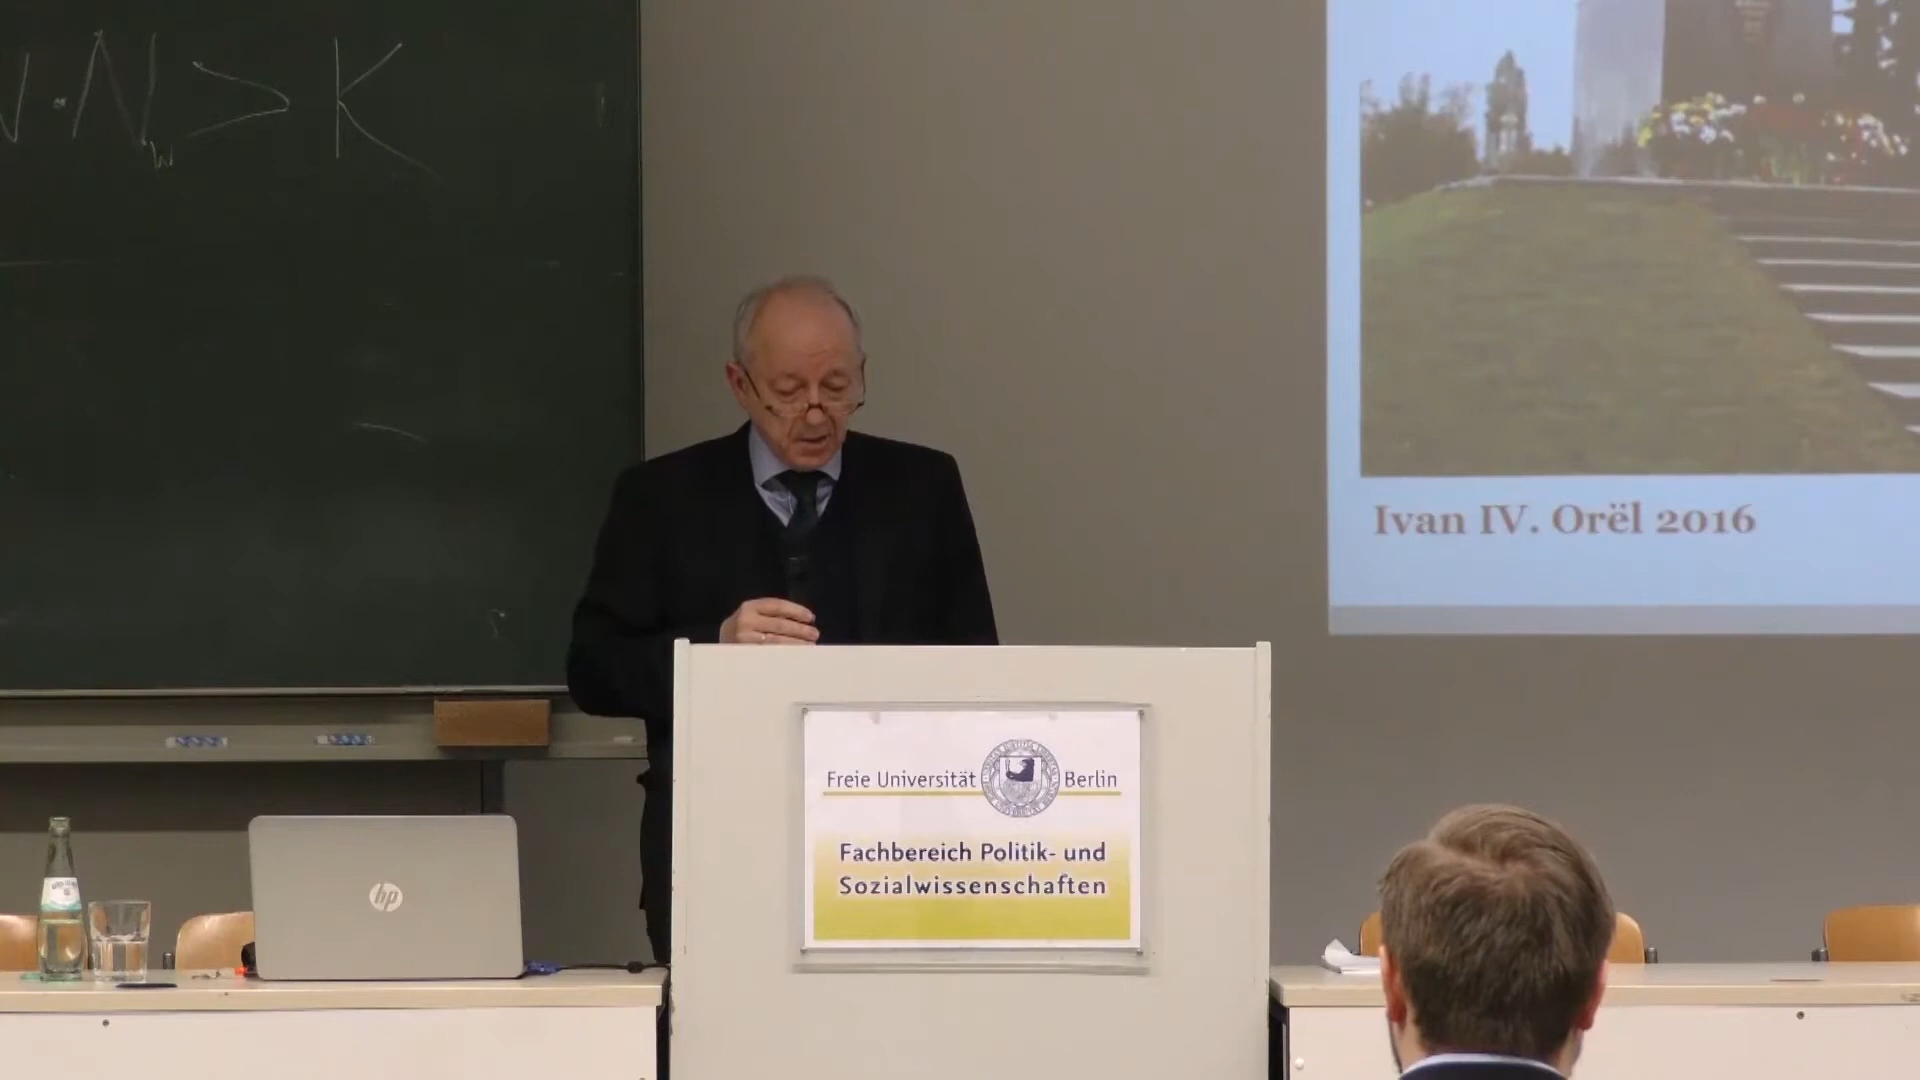 K
Ivan IV. Orël 2016
Freie Universität Berlin
Fachbereich Politik- und
Sozialwissenschaften
hp